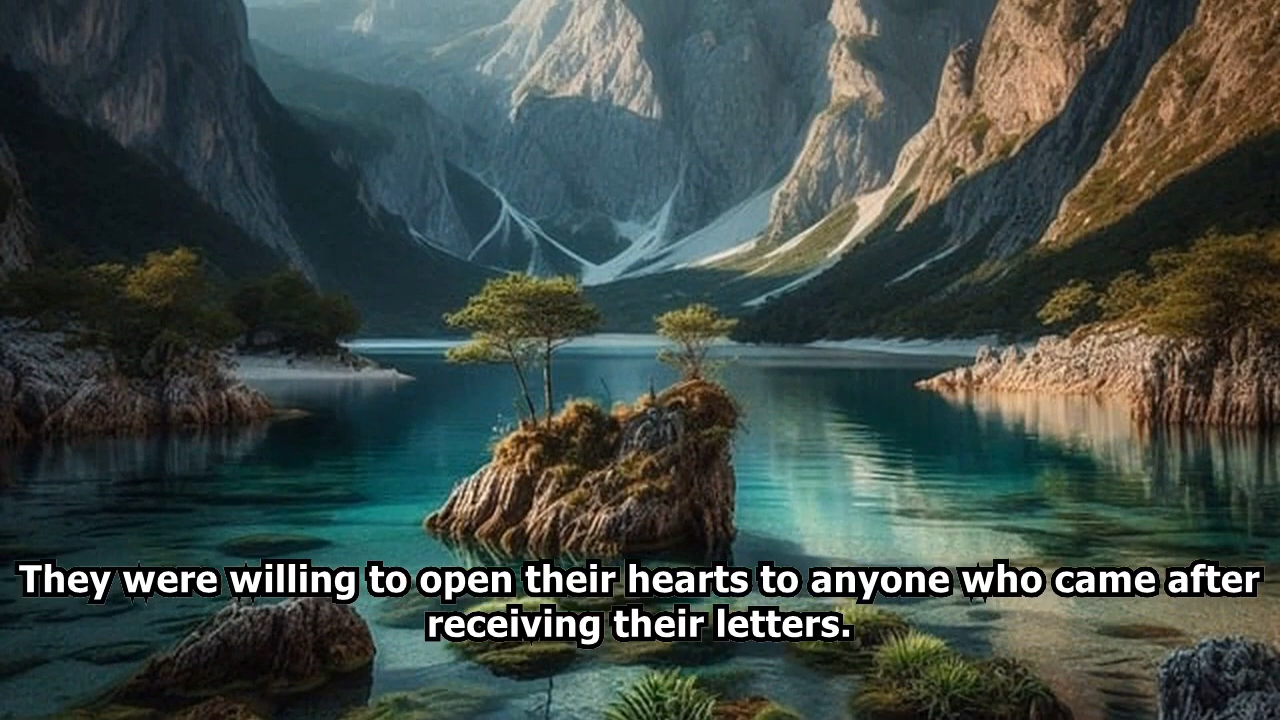 They were willing to open their hearts to anyone who came after
receiving their letters.